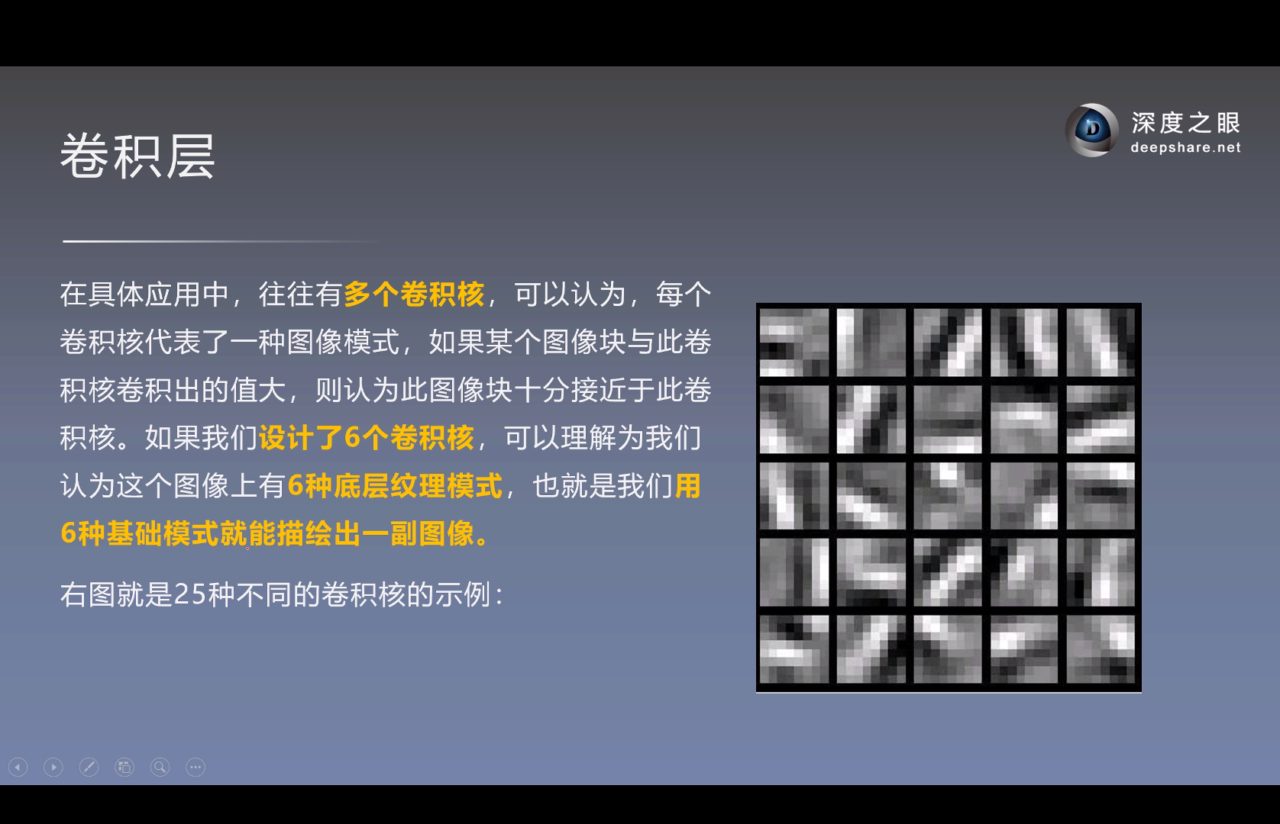 深度之眼
deepshare.net
卷积层
在具体应用中，往往有多个卷积核，可以认为，每个
卷积核代表了一种图像模式，如果某个图像块与此卷
积核卷积出的值大，则认为此图像块十分接近于此卷
积核。如果我们设计了6个卷积核，可以理解为我们
认为这个图像上有6种底层纹理模式，也就是我们用
6种基础模式就能描绘出一副图像。
右图就是25种不同的卷积核的示例：